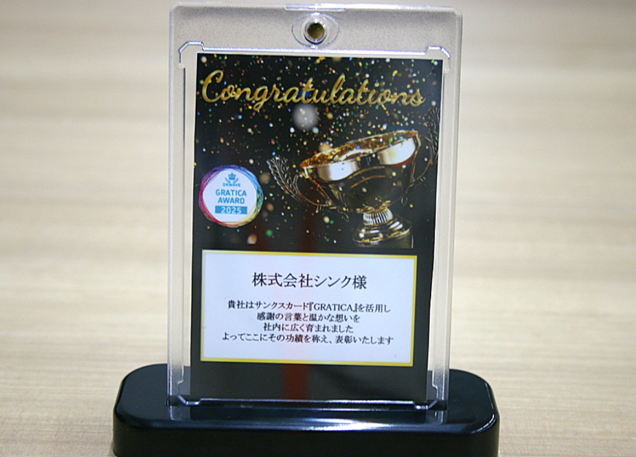 Congratulations
GRATICA
AWARD
2025
株式会社シンク様
貴社はサンクスカード『GRATICA』を活用し
感謝の言葉と温かな想いを
社内に広く育まれました
よってここにその功績を称え、表彰いたします